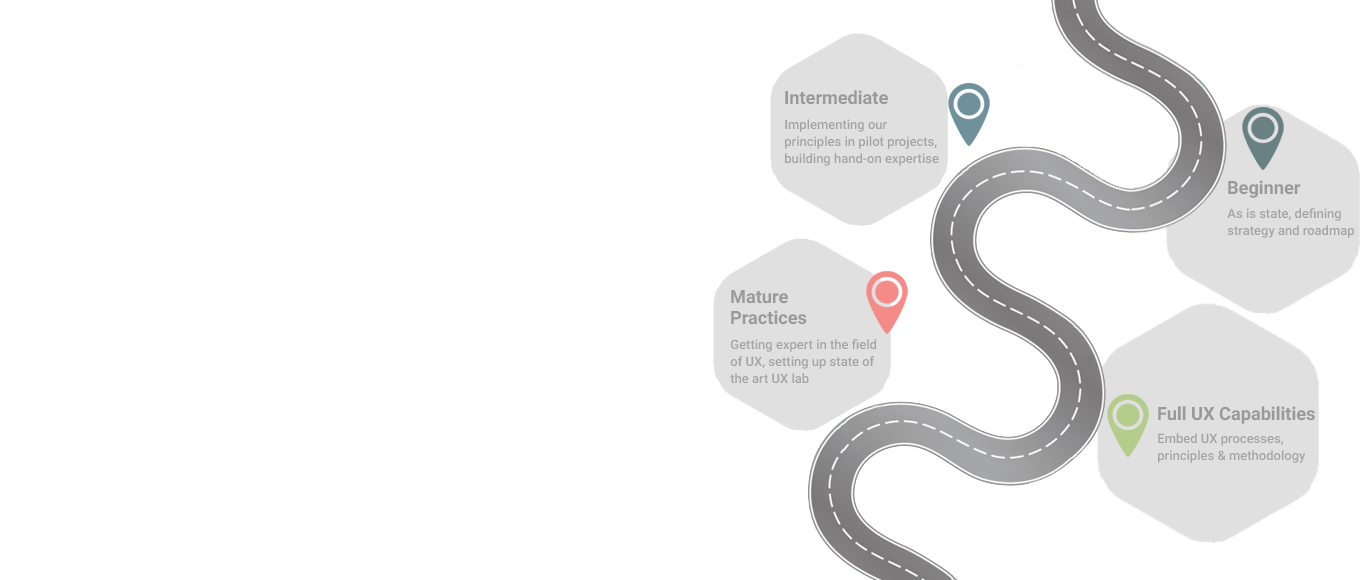 Intermediate
Implementing our
principles in pilot projects,
building hand-on expertise
Beginner
As is state, defining
strategy and roadmap
Mature
Practices
Getting expert in the field
of UX, setting up state of
the art UX lab
Full UX Capabilities
Embed UX processes,
principles & methodology